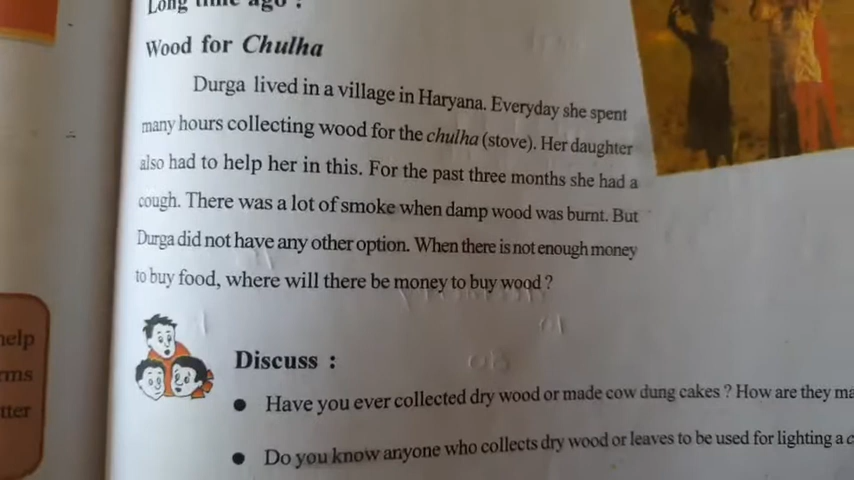 Long time ago :
Wood for Chulha
Durga lived in a village in Haryana. Everyday she spent
many hours collecting wood for the chulha (stove). Her daughter
also had to help her in this. For the past three months she had a
cough. There was a lot of smoke when damp wood was burnt. But
Durga did not have any other option. When there is not enough money
to buy food, where will there be money to buy wood ?
Discuss :
• Have you ever collected dry wood or made cow dung cakes ? How are they
• Do you know anyone who collects dry wood or leaves to be used for lighting a